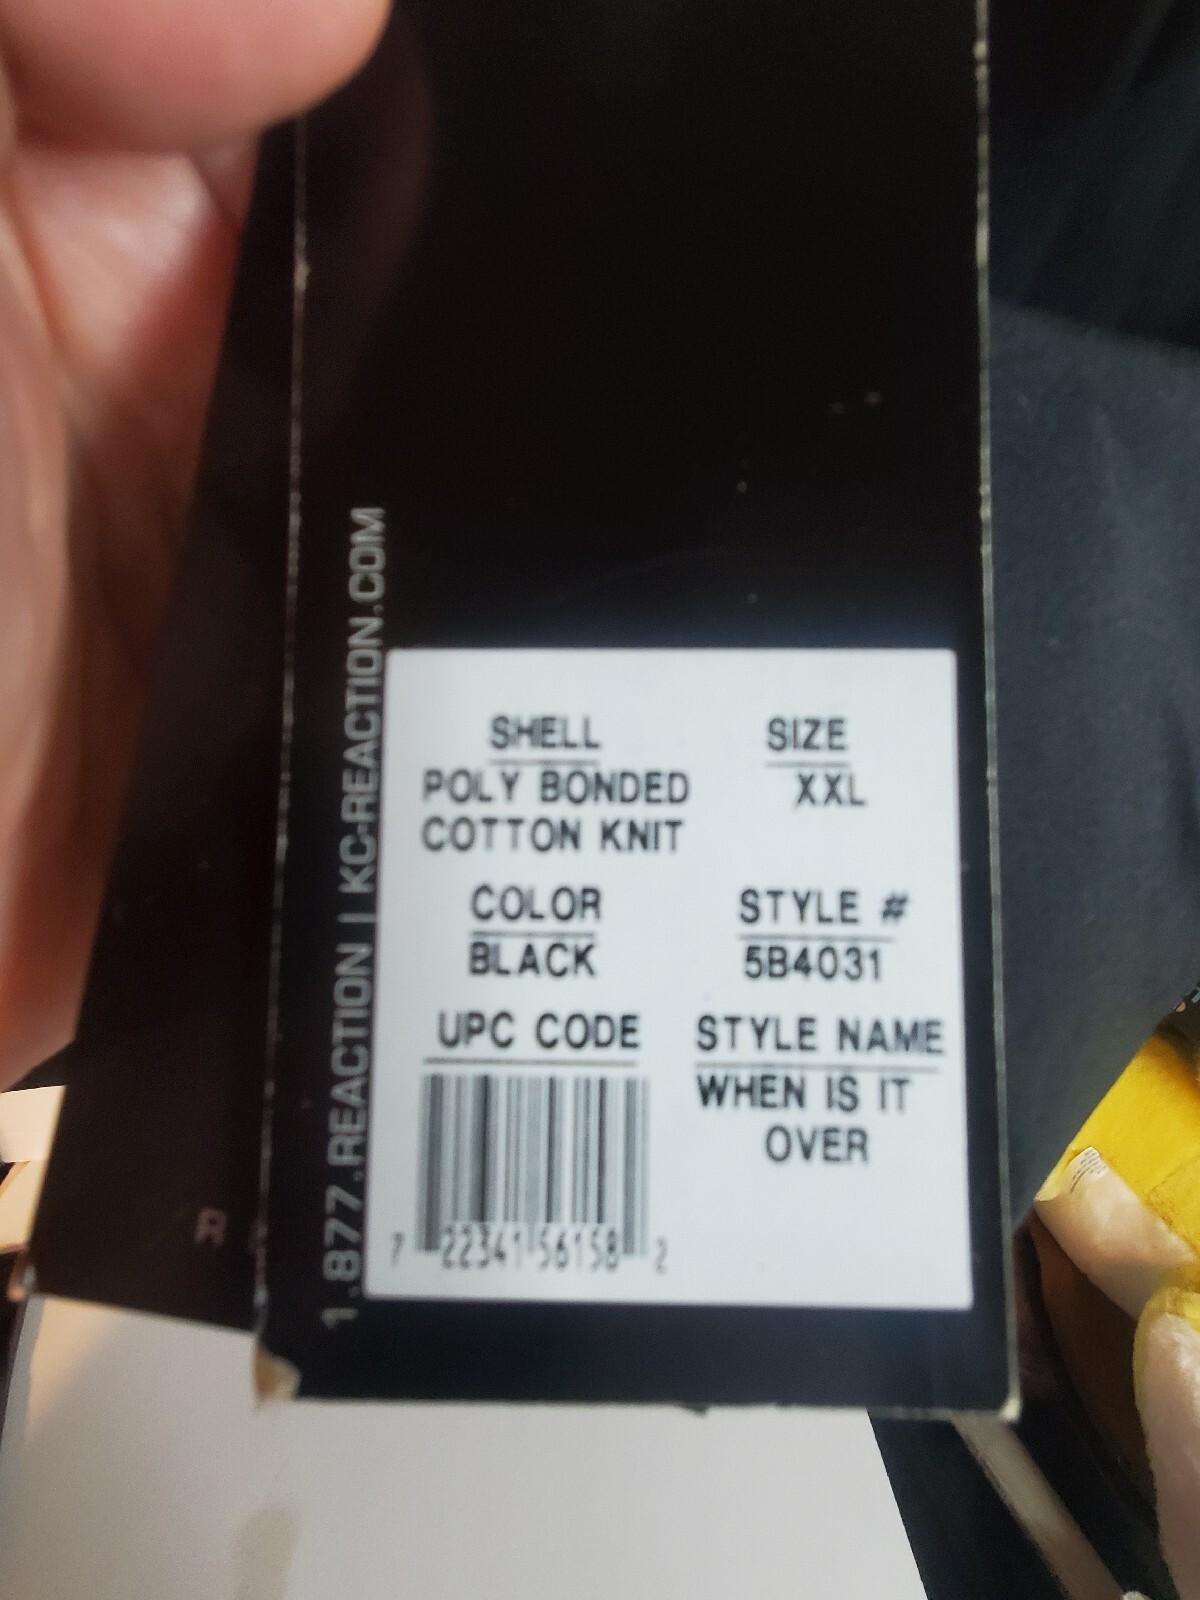 1.877.REACTION | KC-REACTION.COM
SHELL
POLY BONDED
COTTON KNIT
SIZE
XXL
COLOR
BLACK
STYLE #
5B4031
UPC CODE
7 22341 56158 2
STYLE NAME
WHEN IS IT
OVER
R